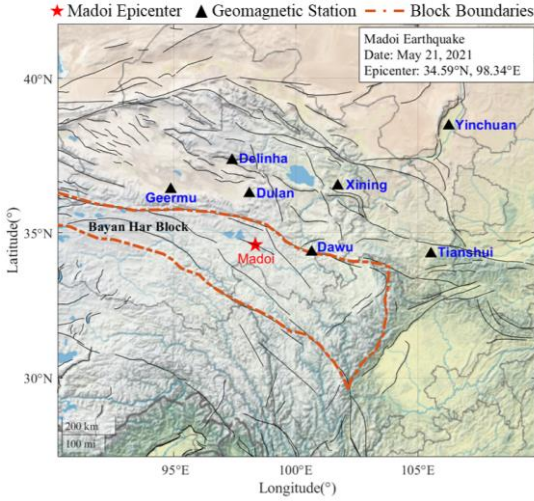 Madoi Epicenter Geomagnetic Station Block Boundaries
Madoi Earthquake
Date: May 21, 2021
Epicenter: 34.59°N, 98.34°E
40°N
Yinchuan
Delinha
Xining
Geermu
Dulan
35°N
Bayan Har Block
Dawu
Tianshui
Madoi
Latitude(°)
30°N
200 km
100 mi
95°E
100°E
105°E
Longitude(°)